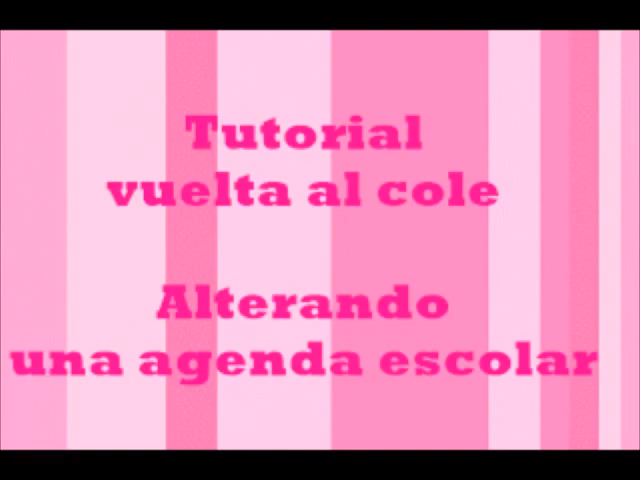 Tutorial
vuelta al cole
Alterando
una agenda escolar